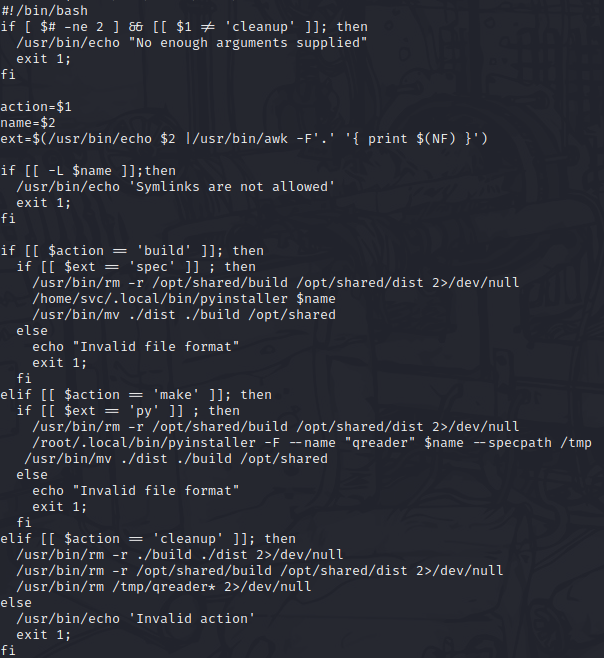 #!/bin/bash
if [ $# -ne 2 ] && [[ $1 != 'cleanup' ]]; then
  /usr/bin/echo "No enough arguments supplied"
  exit 1;
fi

action=$1
name=$2
ext=$(/usr/bin/echo $2 |/usr/bin/awk -F'.' '{ print $(NF) }')

if [[ -L $name ]];then
  /usr/bin/echo 'Symlinks are not allowed'
  exit 1;
fi

if [[ $action == 'build' ]]; then
  if [[ $ext == 'spec' ]] ; then
    /usr/bin/rm -r /opt/shared/build /opt/shared/dist 2>/dev/null
    /home/svc/.local/bin/pyinstaller $name
    /usr/bin/mv ./dist ./build /opt/shared
  else
    echo "Invalid file format"
    exit 1;
  fi
elif [[ $action == 'make' ]]; then
  if [[ $ext == 'py' ]] ; then
    /usr/bin/rm -r /opt/shared/build /opt/shared/dist 2>/dev/null
    /root/.local/bin/pyinstaller -F --name "qreader" $name --specpath /tmp
   /usr/bin/mv ./dist ./build /opt/shared
  else
    echo "Invalid file format"
    exit 1;
  fi
elif [[ $action == 'cleanup' ]]; then
  /usr/bin/rm -r ./build ./dist 2>/dev/null
  /usr/bin/rm -r /opt/shared/build /opt/shared/dist 2>/dev/null
  /usr/bin/rm /tmp/qreader* 2>/dev/null
else
  /usr/bin/echo 'Invalid action'
  exit 1;
fi